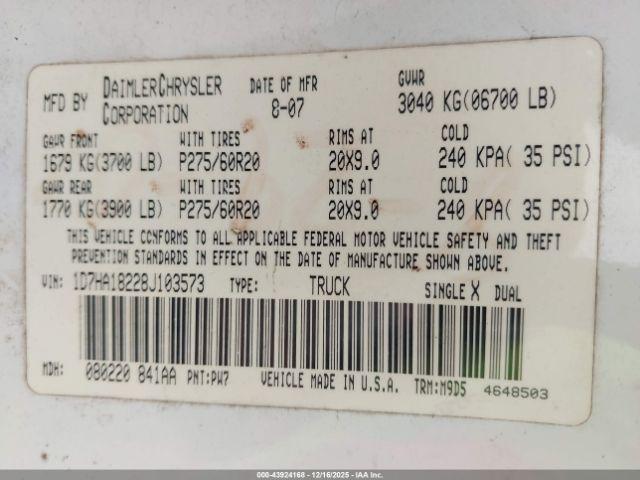 MFD BY DAIMLERCHRYSLER CORPORATION DATE OF MFR 8-07 GVWR 3040 KG(06700 LB)
GAWR FRONT WITH TIRES RIMS AT COLD
1679 KG(3700 LB) P275/60R20 20X9.0 240 KPA( 35 PSI)
GAWR REAR WITH TIRES RIMS AT COLD
1770 KG(3900 LB) P275/60R20 20X9.0 240 KPA( 35 PSI)
THIS VEHICLE CONFORMS TO ALL APPLICABLE FEDERAL MOTOR VEHICLE SAFETY AND THEFT
PREVENTION STANDARDS IN EFFECT ON THE DATE OF MANUFACTURE SHOWN ABOVE.
VIN: 1D7HA18228J103573 TYPE: TRUCK SINGLE X DUAL
MDH: 080220 841AA PNT:PW7 VEHICLE MADE IN U.S.A. TRM:M9D5 4648503
000-43924168 - 12/16/2025 - IAAI.COM